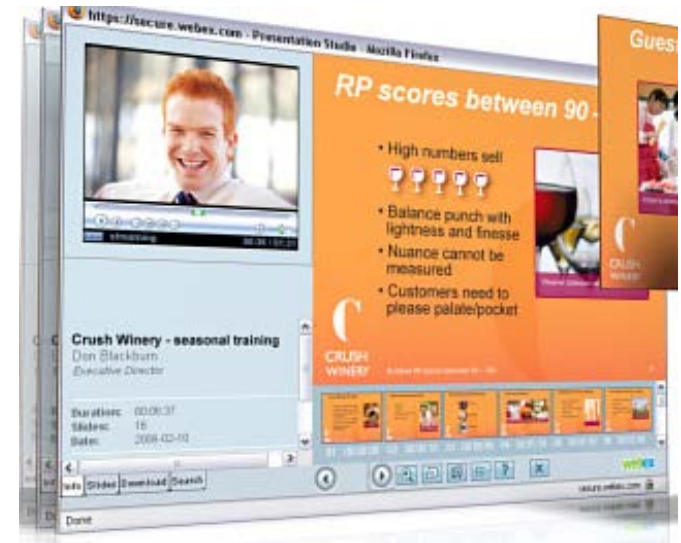 https://secure.webex.com - Presentation Studio - Mozilla Firefox
streaming
RP scores between 90 -
• High numbers sell
• Balance punch with
lightness and finesse
• Nuance cannot be
measured
• Customers need to
please palate/pocket
CRUSH
WINERY
Guest
CRUSH
WINERY
Crush Winery - seasonal training
Don Blackburn
Executive Director
Duration: 00:06:37
Slides: 16
Date: 2008-02-10
Info Slides Download Search
webex
secure.webex.com
Done